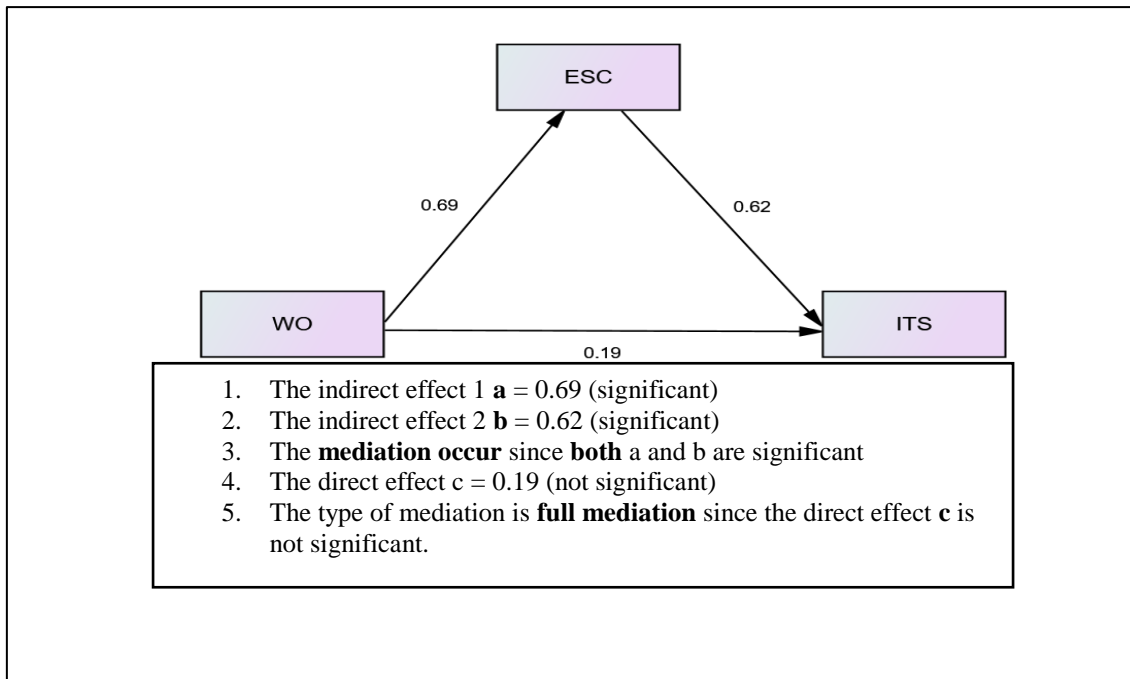 ESC
0.69
0.62
WO
ITS
0.19
1. The indirect effect 1 a = 0.69 (significant)
2. The indirect effect 2 b = 0.62 (significant)
3. The mediation occur since both a and b are significant
4. The direct effect c = 0.19 (not significant)
5. The type of mediation is full mediation since the direct effect c is
not significant.